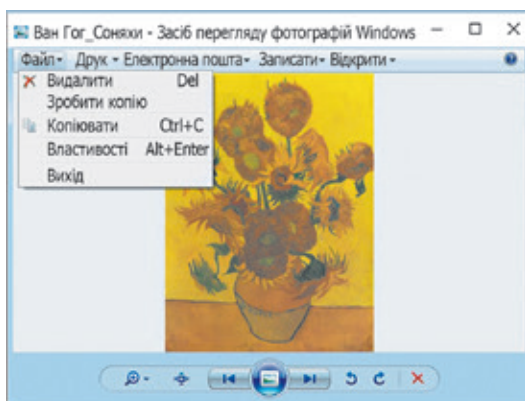 Ван Гог_Соняхи - Засіб перегляду фотографій Windows
Файл Друк Електронна пошта Записати Відкрити
Видалити Del
Зробити копію
Копіювати Ctrl+C
Властивості Alt+Enter
Вихід